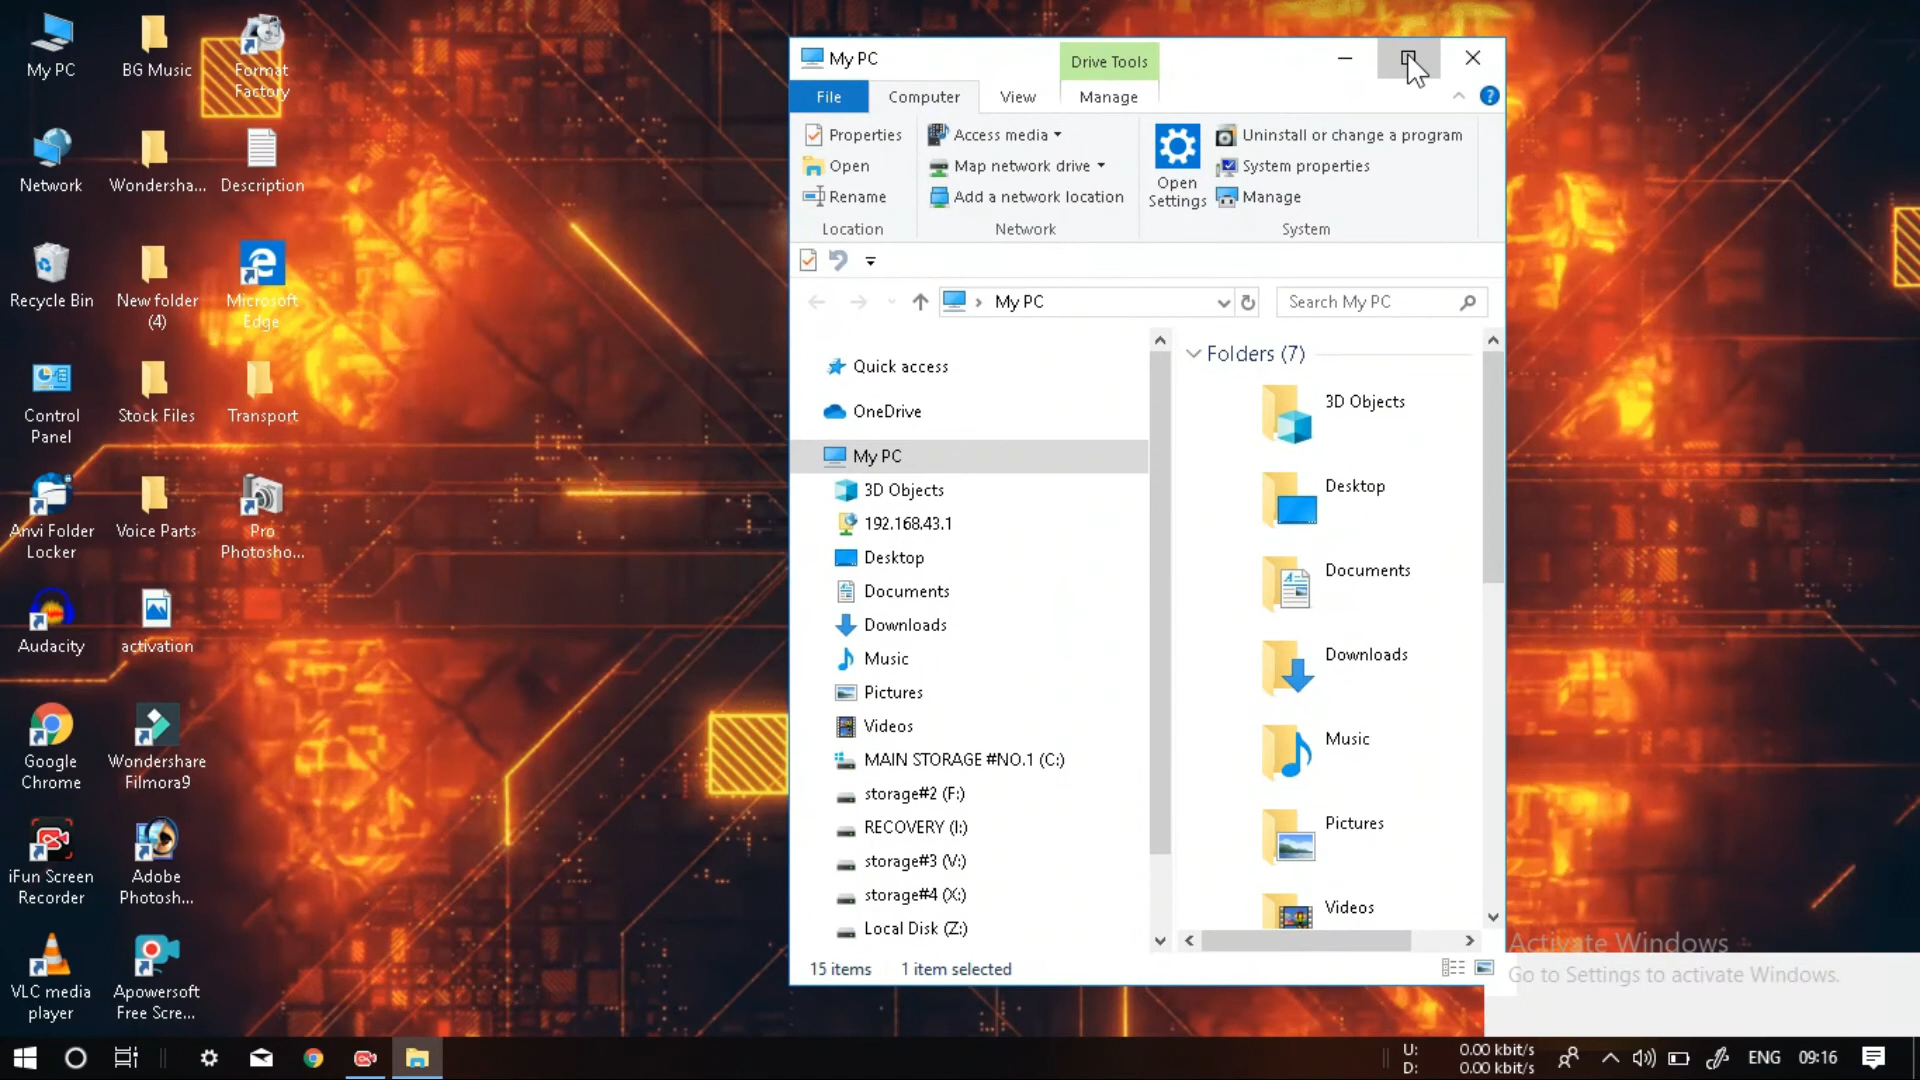 My PC
BG Music
Format
Factory
Network
Wondersha...
Description
Recycle Bin
New folder
(4)
Microsoft
Edge
Control
Panel
Stock Files
Transport
Anvi Folder
Locker
Voice Parts
Pro
Photosho...
Audacity
activation
Google
Chrome
Wondershare
Filmora9
iFun Screen
Recorder
Adobe
Photosh...
VLC media
player
Apowersoft
Free Scre...
My PC
Drive Tools
File
Computer
View
Manage
Properties
Open
Rename
Location
Access media
Map network drive
Add a network location
Network
Open
Settings
Uninstall or change a program
System properties
Manage
System
My PC
Search My PC
Quick access
OneDrive
My PC
3D Objects
192.168.43.1
Desktop
Documents
Downloads
Music
Pictures
Videos
MAIN STORAGE #NO.1 (C:)
storage#2 (F:)
RECOVERY (I:)
storage#3 (V:)
storage#4 (X:)
Local Disk (Z:)
Folders (7)
3D Objects
Desktop
Documents
Downloads
Music
Pictures
Videos
15 items
1 item selected
Activate Windows
Go to Settings to activate Windows.
U: 0.00 kbit/s
D: 0.00 kbit/s
ENG
09:16